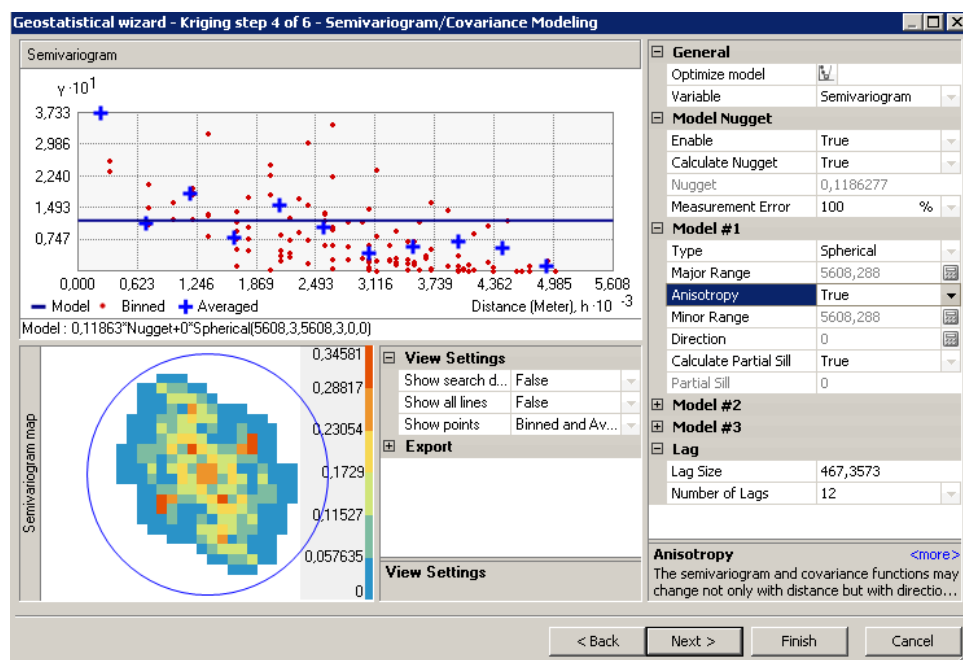 Geostatistical wizard - Kriging step 4 of 6 - Semivariogram/Covariance Modeling
Semivariogram
γ·10¹
3,733
2,986
2,240
1,493
0,747
0,000 0,623 1,246 1,869 2,493 3,116 3,739 4,362 4,985 5,608
Model Binned Averaged Distance (Meter), h·10⁻³
Model : 0,11863*Nugget+0*Spherical(5608,3,5608,3,0,0)
Semivariogram map
0,34581
0,28817
0,23054
0,1729
0,11527
0,057635
0
View Settings
Show search d... False
Show all lines False
Show points Binned and Av...
Export
View Settings
General
Optimize model
Variable Semivariogram
Model Nugget
Enable True
Calculate Nugget True
Nugget 0,1186277
Measurement Error 100 %
Model #1
Type Spherical
Major Range 5608,288
Anisotropy True
Minor Range 5608,288
Direction 0
Calculate Partial Sill True
Partial Sill 0
Model #2
Model #3
Lag
Lag Size 467,3573
Number of Lags 12
Anisotropy <more>
The semivariogram and covariance functions may
change not only with distance but with directio...
< Back Next > Finish Cancel